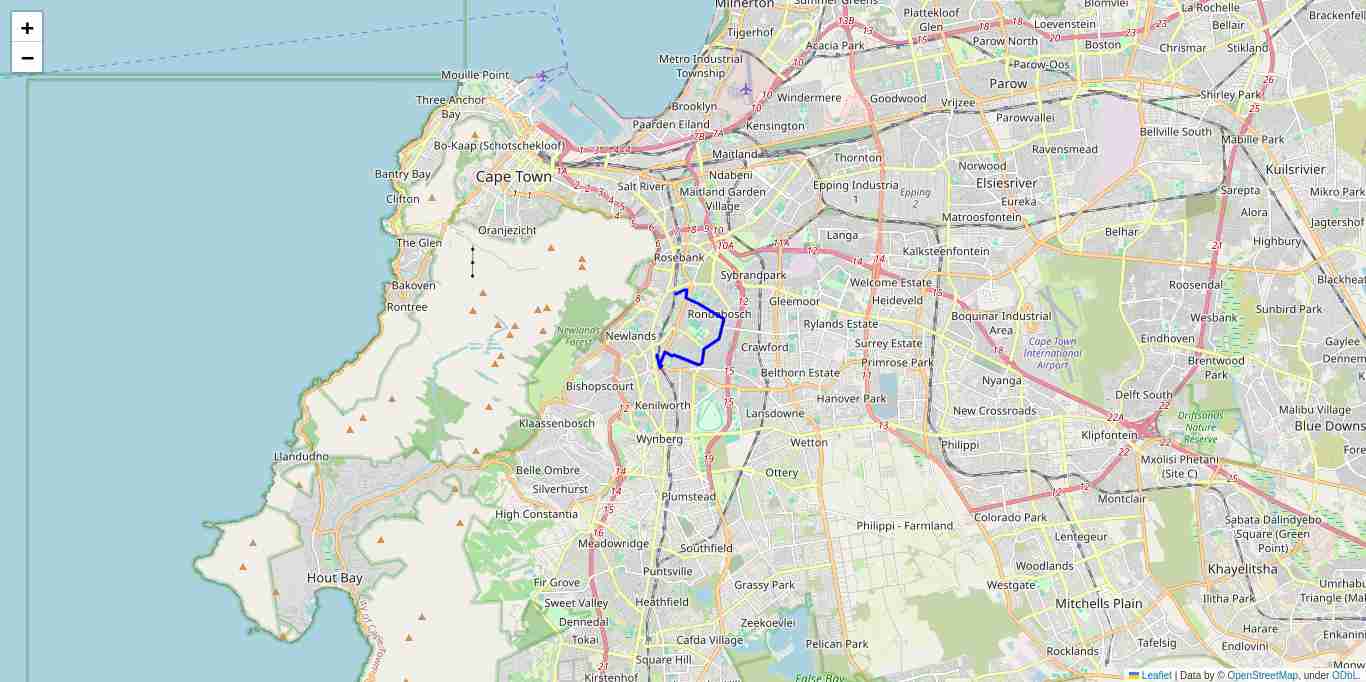 +
−
Milnerton
Summer Greens
Blomvlei
La Rochelle
Brackenfell
Tijgerhof
13B
Plattekloof
Glen
Loevenstein
Bellair
Acacia Park
Parow North
Boston
Chrismar
Stikland
Metro Industrial
Township
Parow-Oos
Mouille Point
Parow
Windermere
Goodwood
Vrijzee
Shirley Park
Three Anchor
Bay
Brooklyn
Parowvallei
Paarden Eiland
Kensington
Bellville South
Mabille Park
Bo-Kaap (Schotschekloof)
7B
7A
Ravensmead
Maitland
Thornton
Norwood
Kuilsrivier
Bantry Bay
Cape Town
1A
Ndabeni
Elsiesriver
Salt River
Maitland Garden
Village
Epping Industria
1
Epping
2
Eureka
Sarepta
Mikro Park
Clifton
Matroosfontein
Alora
Jagtershof
Oranjezicht
Langa
Belhar
The Glen
10A
11A
Kalksteenfontein
Highbury
Rosebank
Sybrandpark
Blackheath
Bakoven
Welcome Estate
Roosendal
Rontree
Gleemoor
Heideveld
Sunbird Park
Rondebosch
Boquinar Industrial
Area
Wesbank
Newlands
Forest
Newlands
Rylands Estate
Eindhoven
Gaylee
Crawford
Surrey Estate
Cape Town
International
Airport
Brentwood
Park
Primrose Park
Belthorn Estate
Nyanga
Bishopscourt
Delft South
Hanover Park
Kenilworth
New Crossroads
Malibu Village
Lansdowne
22A
Driftsands
Nature
Reserve
Blue Downs
Klaassenbosch
Klipfontein
Wynberg
Wetton
Philippi
Llandudno
Mxolisi Phetani
(Site C)
Belle Ombre
Ottery
Silverhurst
Plumstead
Montclair
High Constantia
Colorado Park
Sabata Dalindyebo
Square (Green
Point)
Philippi - Farmland
Lentegeur
Meadowridge
Southfield
Woodlands
Khayelitsha
Hout Bay
Puntsville
Fir Grove
Grassy Park
Westgate
Sweet Valley
Heathfield
Mitchells Plain
Ilitha Park
Dennedal
Zeekoevlei
Harare
Tokai
Cafda Village
Pelican Park
Tafelsig
Endlovini
Square Hill
Rocklands
Kirstenhof
False Bay
Leaflet | Data by © OpenStreetMap, under ODbL.